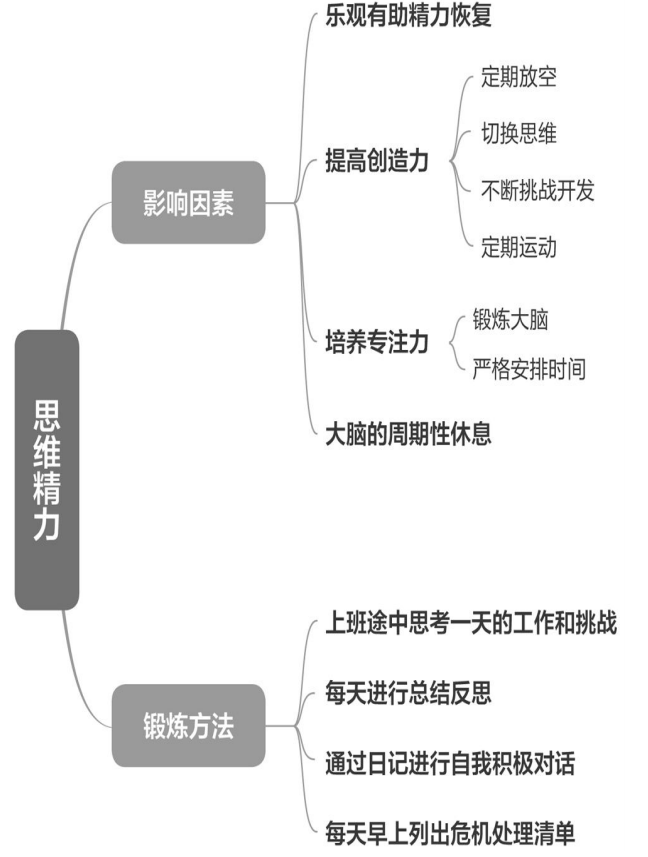 思维精力
影响因素
乐观有助精力恢复
提高创造力
定期放空
切换思维
不断挑战开发
定期运动
培养专注力
锻炼大脑
严格安排时间
大脑的周期性休息
锻炼方法
上班途中思考一天的工作和挑战
每天进行总结反思
通过日记进行自我积极对话
每天早上列出危机处理清单